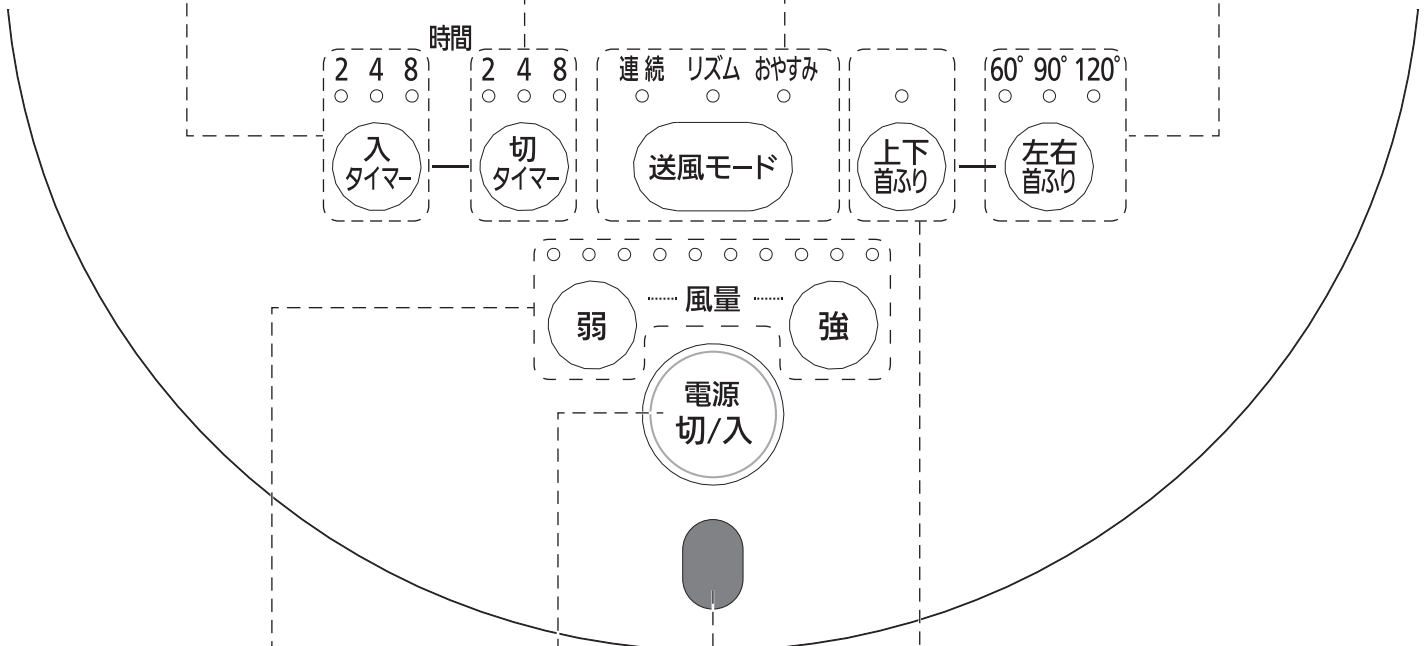 時間
2 4 8
2 4 8
連続 リズム おやすみ
60° 90° 120°
入
タイマー
切
タイマー
送風モード
上下
首ふり
左右
首ふり
風量
弱
強
電源
切/入